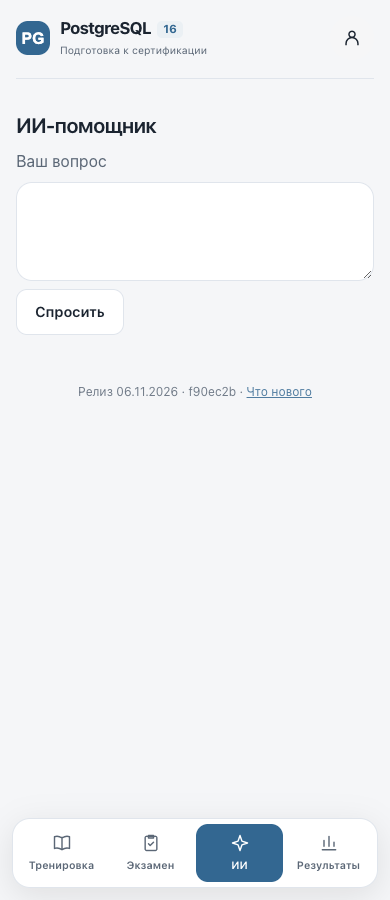 PG
PostgreSQL 16
Подготовка к сертификации
ИИ-помощник
Ваш вопрос
Спросить
Релиз 06.11.2026 · f90ec2b · Что нового
Тренировка
Экзамен
ИИ
Результаты